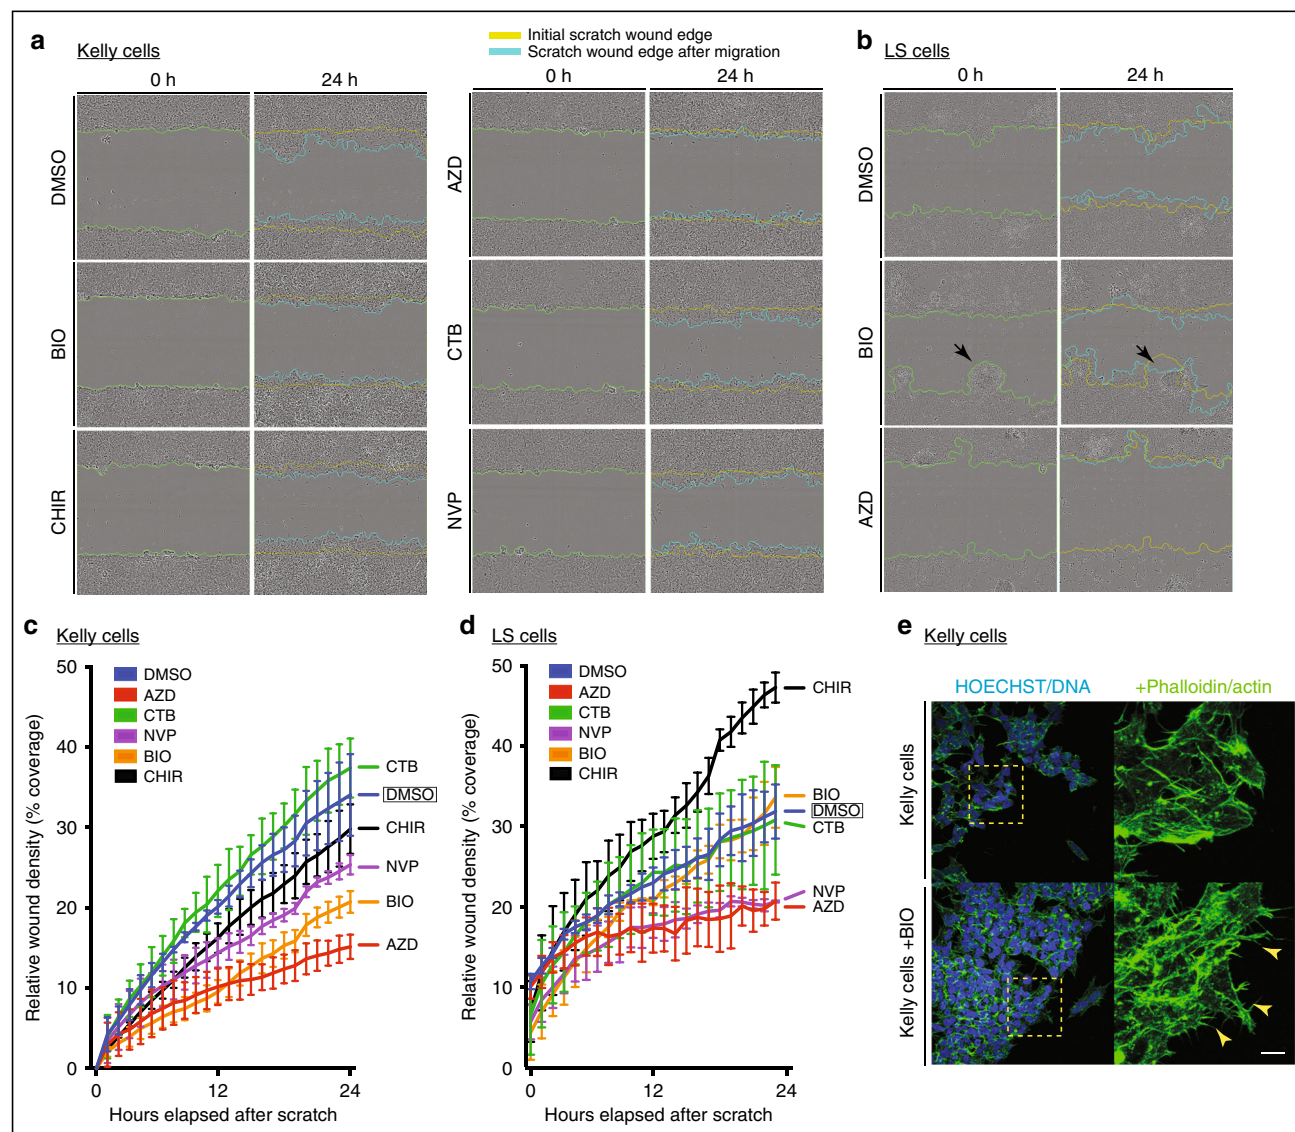 a
Kelly cells
Initial scratch wound edge
Scratch wound edge after migration
b
LS cells
0 h
24 h
0 h
24 h
0 h
24 h
DMSO
BIO
CHIR
AZD
CTB
NVP
DMSO
BIO
AZD
c
Kelly cells
Relative wound density (% coverage)
50
40
30
20
10
0
DMSO
AZD
CTB
NVP
BIO
CHIR
CTB
DMSO
CHIR
NVP
BIO
AZD
0
12
24
Hours elapsed after scratch
d
LS cells
Relative wound density (% coverage)
50
40
30
20
10
0
DMSO
AZD
CTB
NVP
BIO
CHIR
CHIR
BIO
DMSO
CTB
NVP
AZD
0
12
24
Hours elapsed after scratch
e
Kelly cells
HOECHST/DNA
+Phalloidin/actin
Kelly cells
Kelly cells +BIO